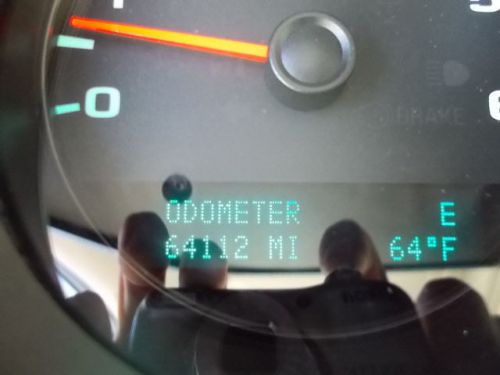 0
BRAKE
ODOMETER E
64112 MI 64°F